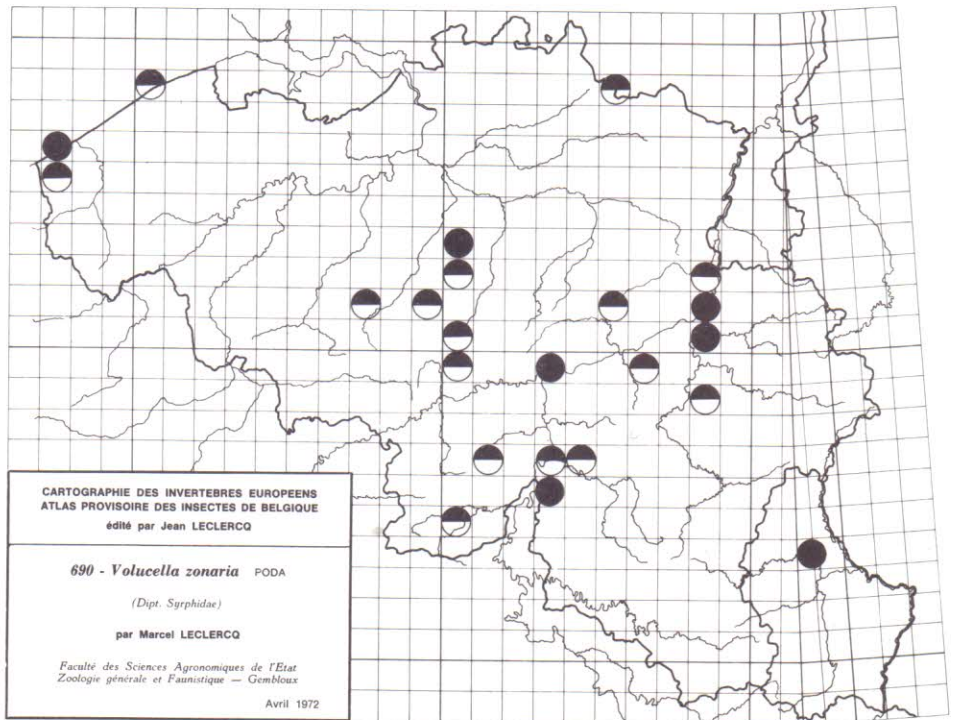 CARTOGRAPHIE DES INVERTEBRES EUROPEENS
ATLAS PROVISOIRE DES INSECTES DE BELGIQUE
édité par Jean LECLERCQ
690 - Volucella zonaria PODA
(Dipt. Syrphidae)
par Marcel LECLERCQ
Faculté des Sciences Agronomiques de l'Etat
Zoologie générale et Faunistique — Gembloux
Avril 1972